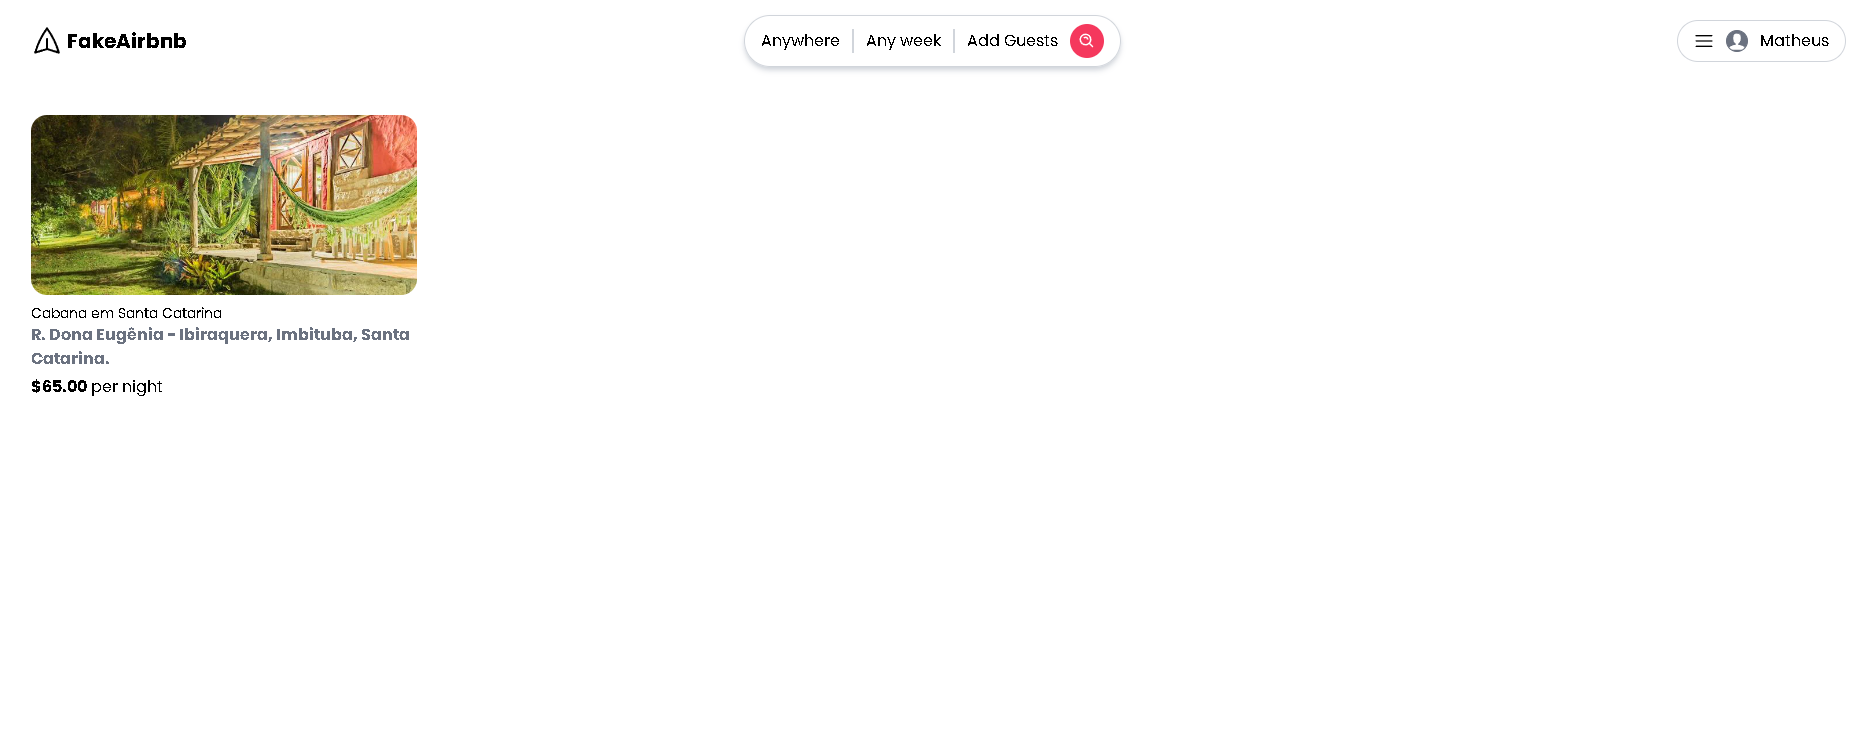 FakeAirbnb
Anywhere Any week Add Guests
Matheus
Cabana em Santa Catarina
R. Dona Eugênia - Ibiraquera, Imbituba, Santa
Catarina.
$65.00 per night